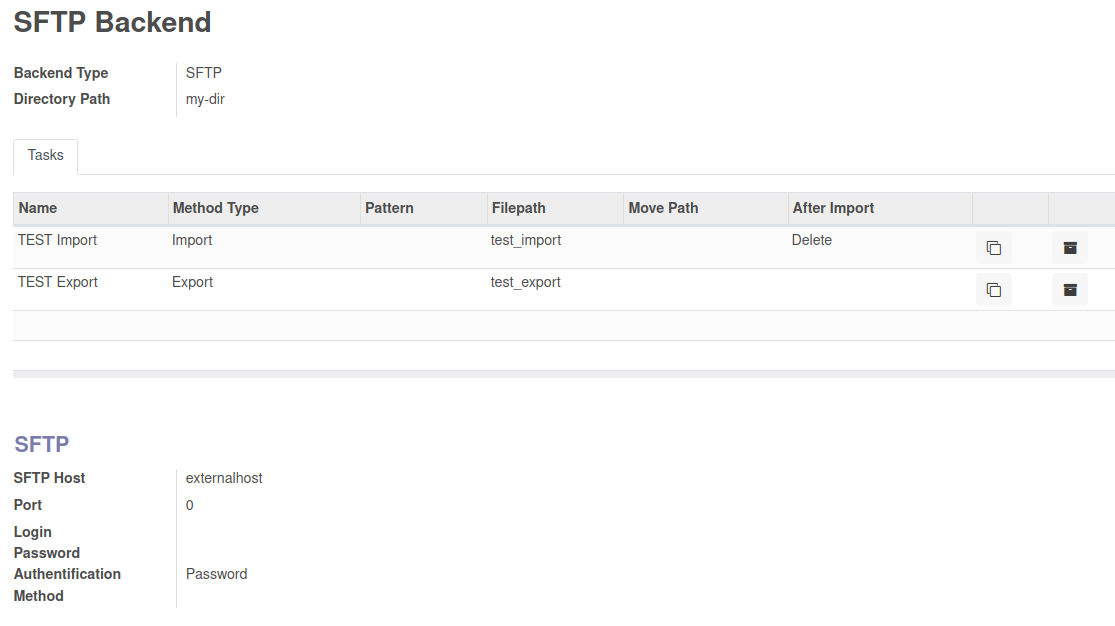 SFTP Backend
Backend Type SFTP
Directory Path my-dir
Tasks
Name Method Type Pattern Filepath Move Path After Import
TEST Import Import test_import Delete
TEST Export Export test_export
SFTP
SFTP Host externalhost
Port 0
Login
Password
Authentification Password
Method